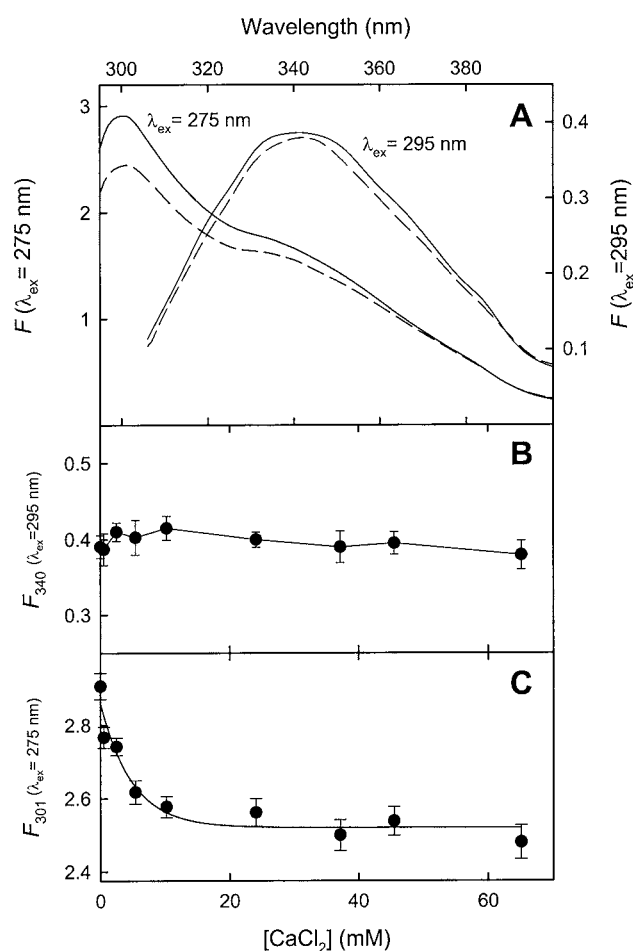 Wavelength (nm)
300 320 340 360 380
A
λex= 275 nm
λex= 295 nm
3
2
1
0.4
0.3
0.2
0.1
F (λex= 275 nm)
F (λex=295 nm)
B
0.5
0.4
0.3
F340 (λex=295 nm)
C
2.8
2.6
2.4
F301 (λex= 275 nm)
0 20 40 60
[CaCl2] (mM)